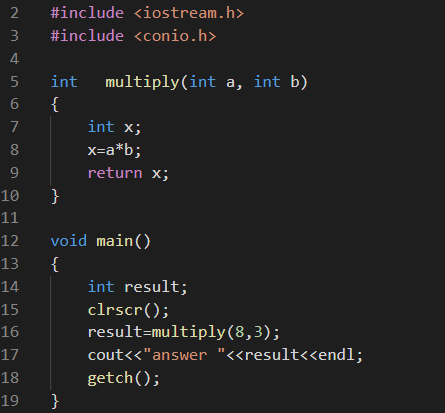 2 #include <iostream.h>
3 #include <conio.h>
4
5 int   multiply(int a, int b)
6 {
7     int x;
8     x=a*b;
9     return x;
10 }
11
12 void main()
13 {
14     int result;
15     clrscr();
16     result=multiply(8,3);
17     cout<<"answer "<<result<<endl;
18     getch();
19 }